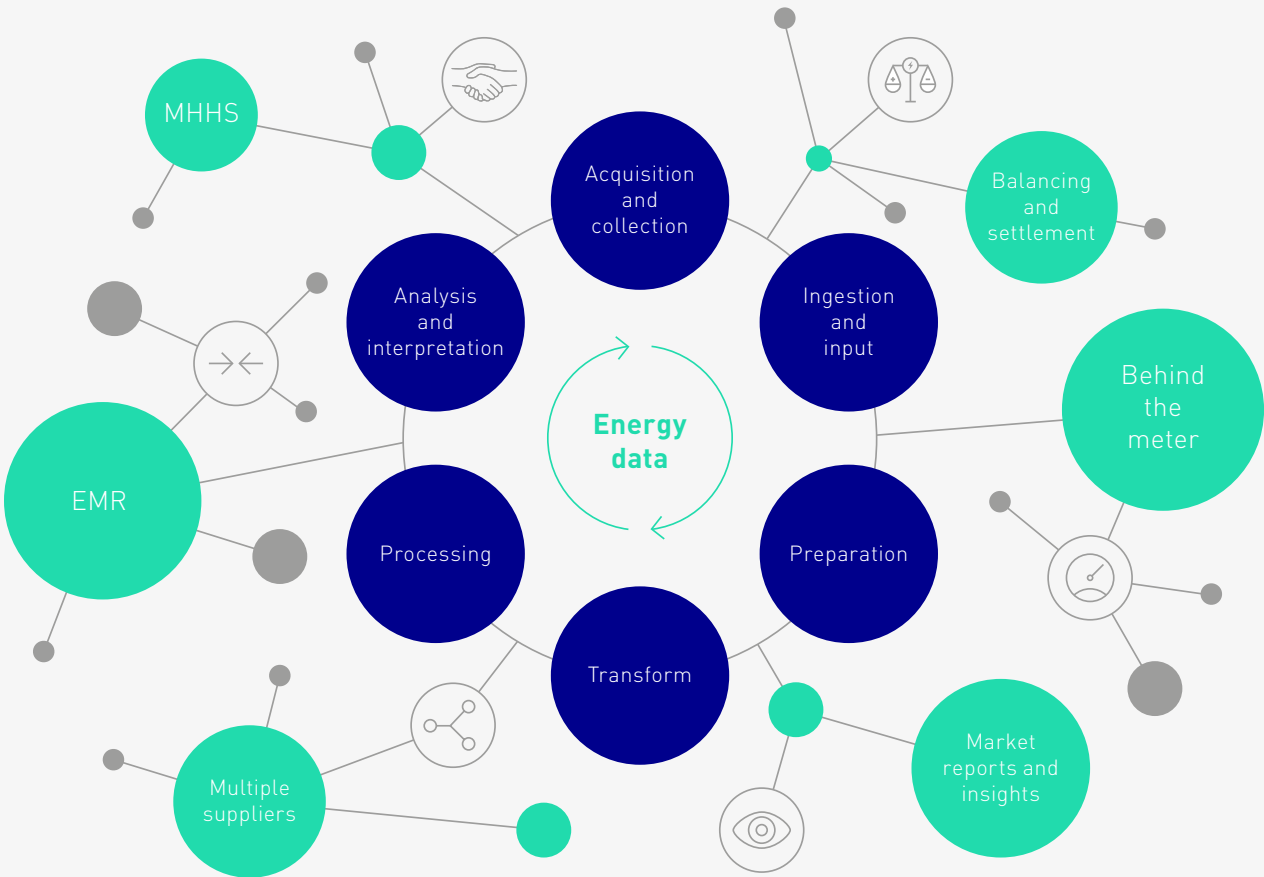 MHHS
Acquisition
and
collection
Balancing
and
settlement
Analysis
and
interpretation
Ingestion
and
input
Behind
the
meter
Energy
data
EMR
Processing
Preparation
Transform
Multiple
suppliers
Market
reports and
insights